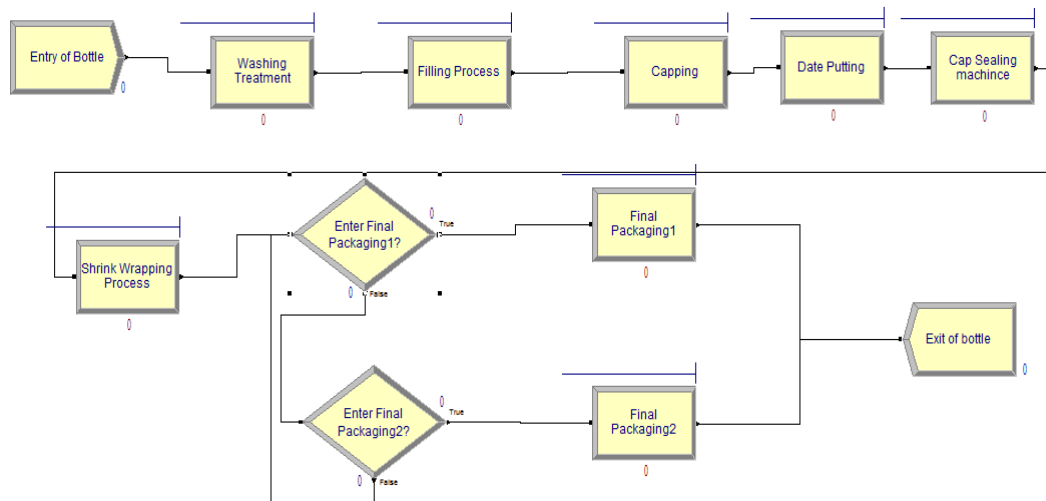 Entry of Bottle
0
Washing
Treatment
0
Filling Process
0
Capping
0
Date Putting
0
Cap Sealing
machince
0
Shrink Wrapping
Process
0
Enter Final
Packaging1?
0
True
0
False
Final
Packaging1
0
Enter Final
Packaging2?
0
True
0
False
Final
Packaging2
0
Exit of bottle
0